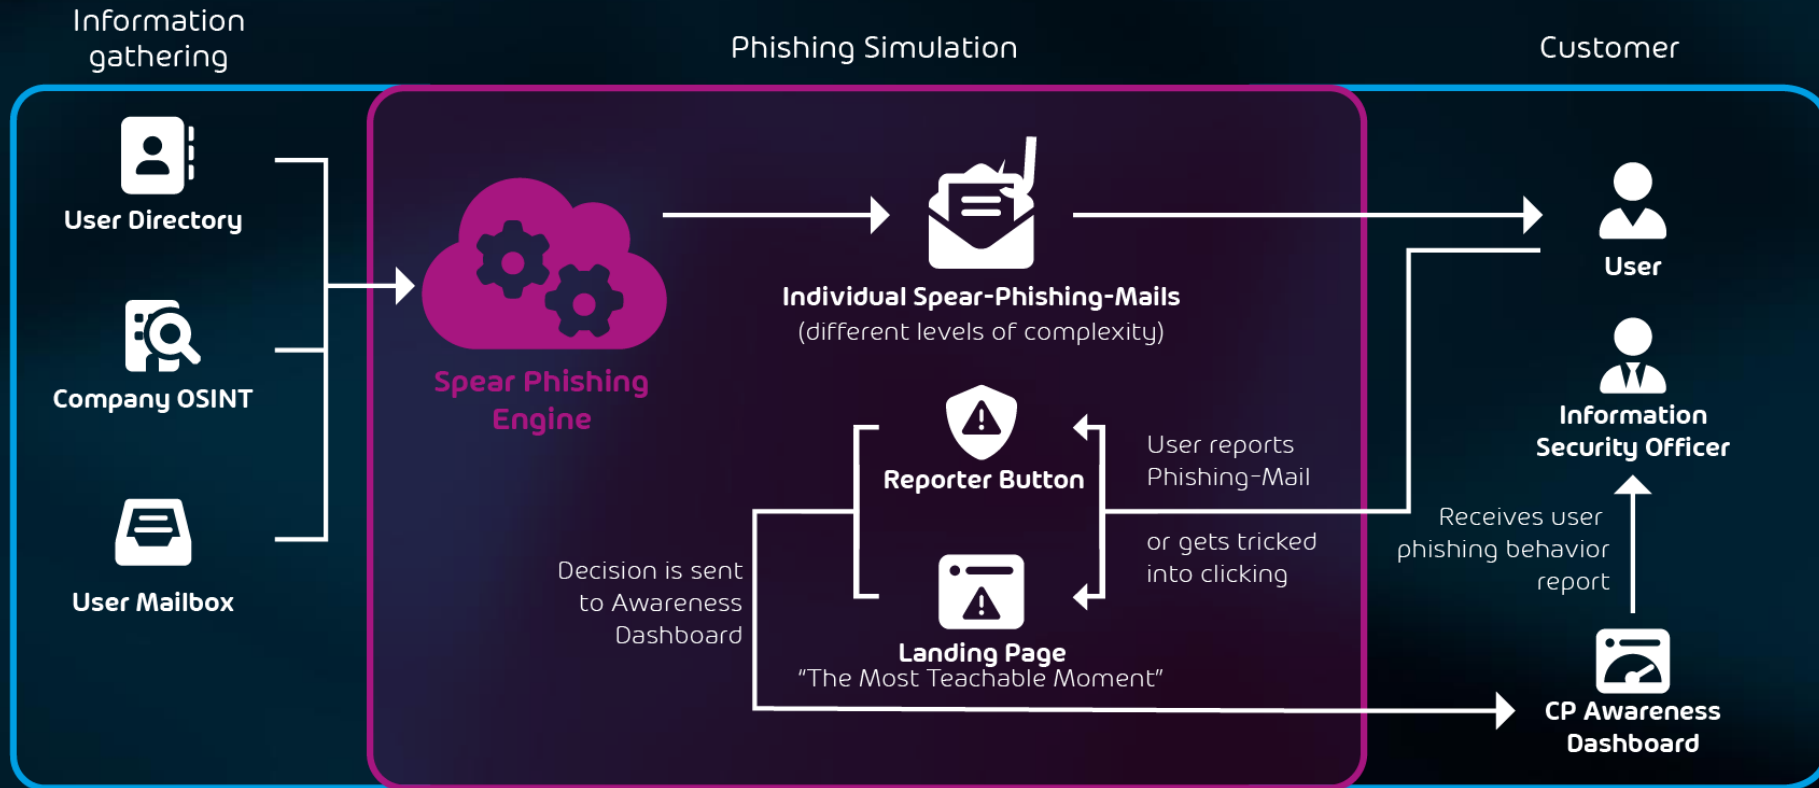 Information
gathering
Phishing Simulation
Customer
User Directory
Company OSINT
User Mailbox
Spear Phishing
Engine
Individual Spear-Phishing-Mails
(different levels of complexity)
Reporter Button
User reports
Phishing-Mail
or gets tricked
into clicking
Landing Page
"The Most Teachable Moment"
Decision is sent
to Awareness
Dashboard
User
Information
Security Officer
Receives user
phishing behavior
report
CP Awareness
Dashboard